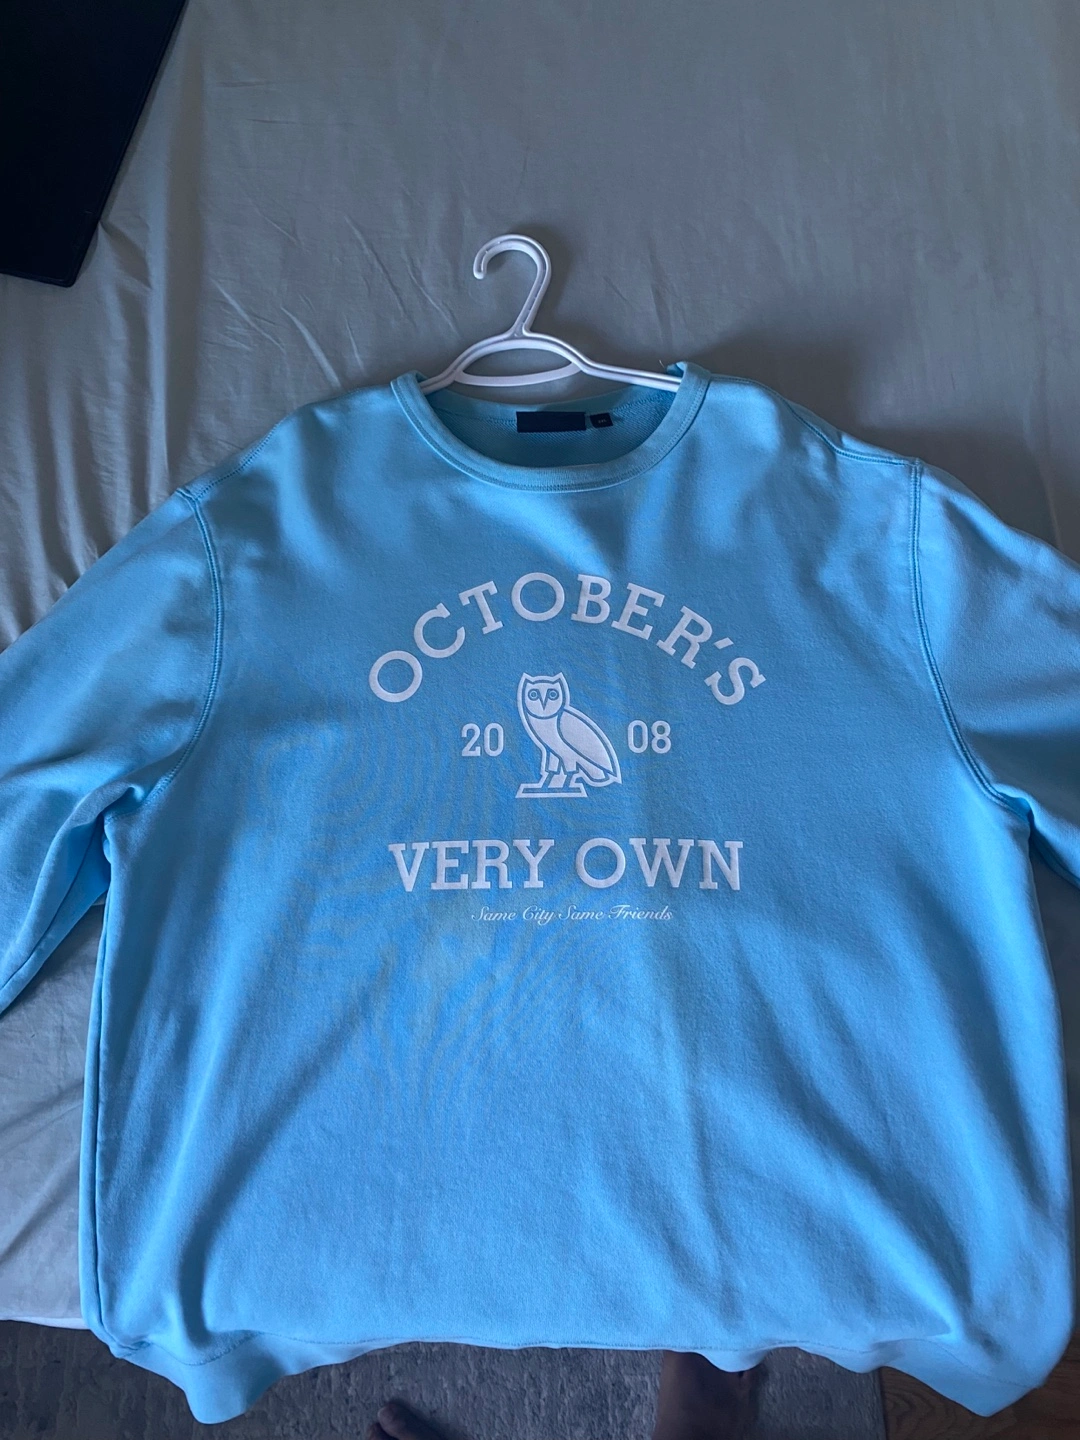 OCTOBER'S
20 08
VERY OWN
Same City Same Friends